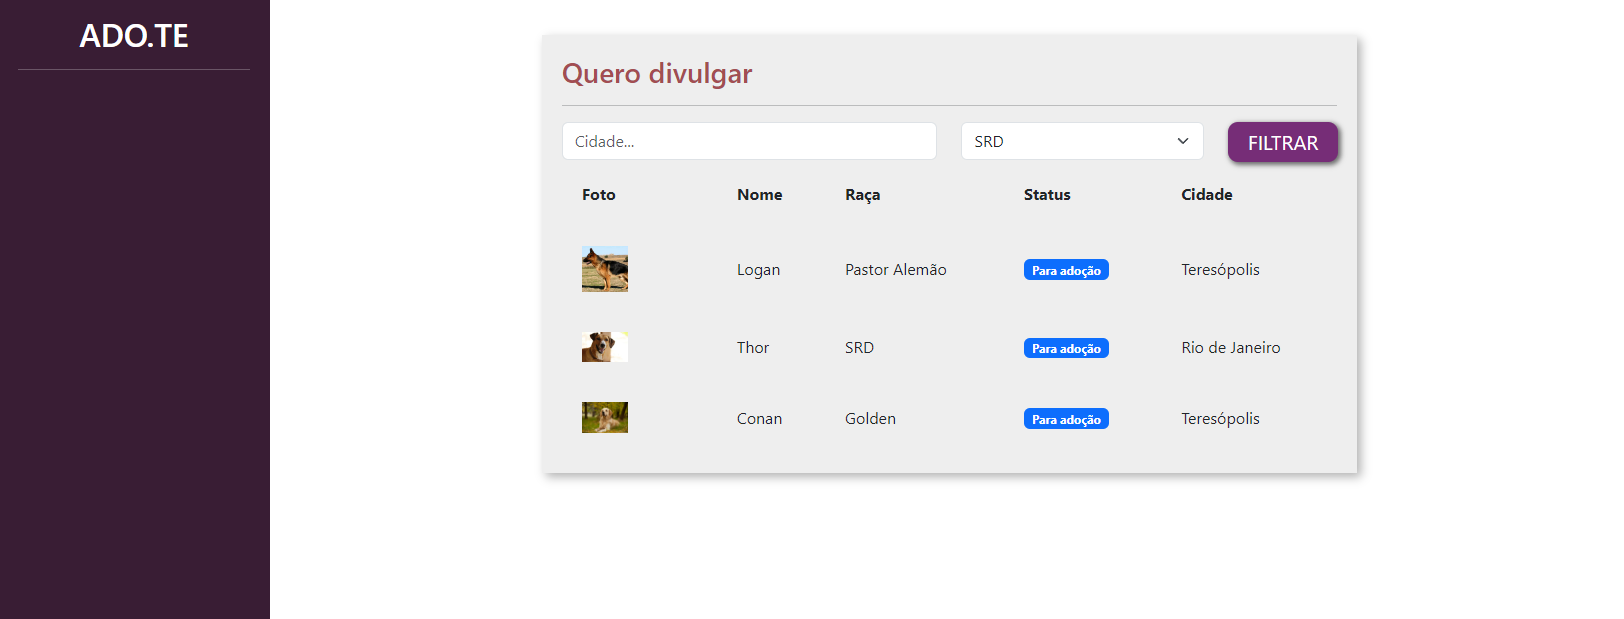 ADO.TE
Quero divulgar
Cidade...
SRD
FILTRAR
Foto Nome Raça Status Cidade
Logan Pastor Alemão Para adoção Teresópolis
Thor SRD Para adoção Rio de Janeiro
Conan Golden Para adoção Teresópolis